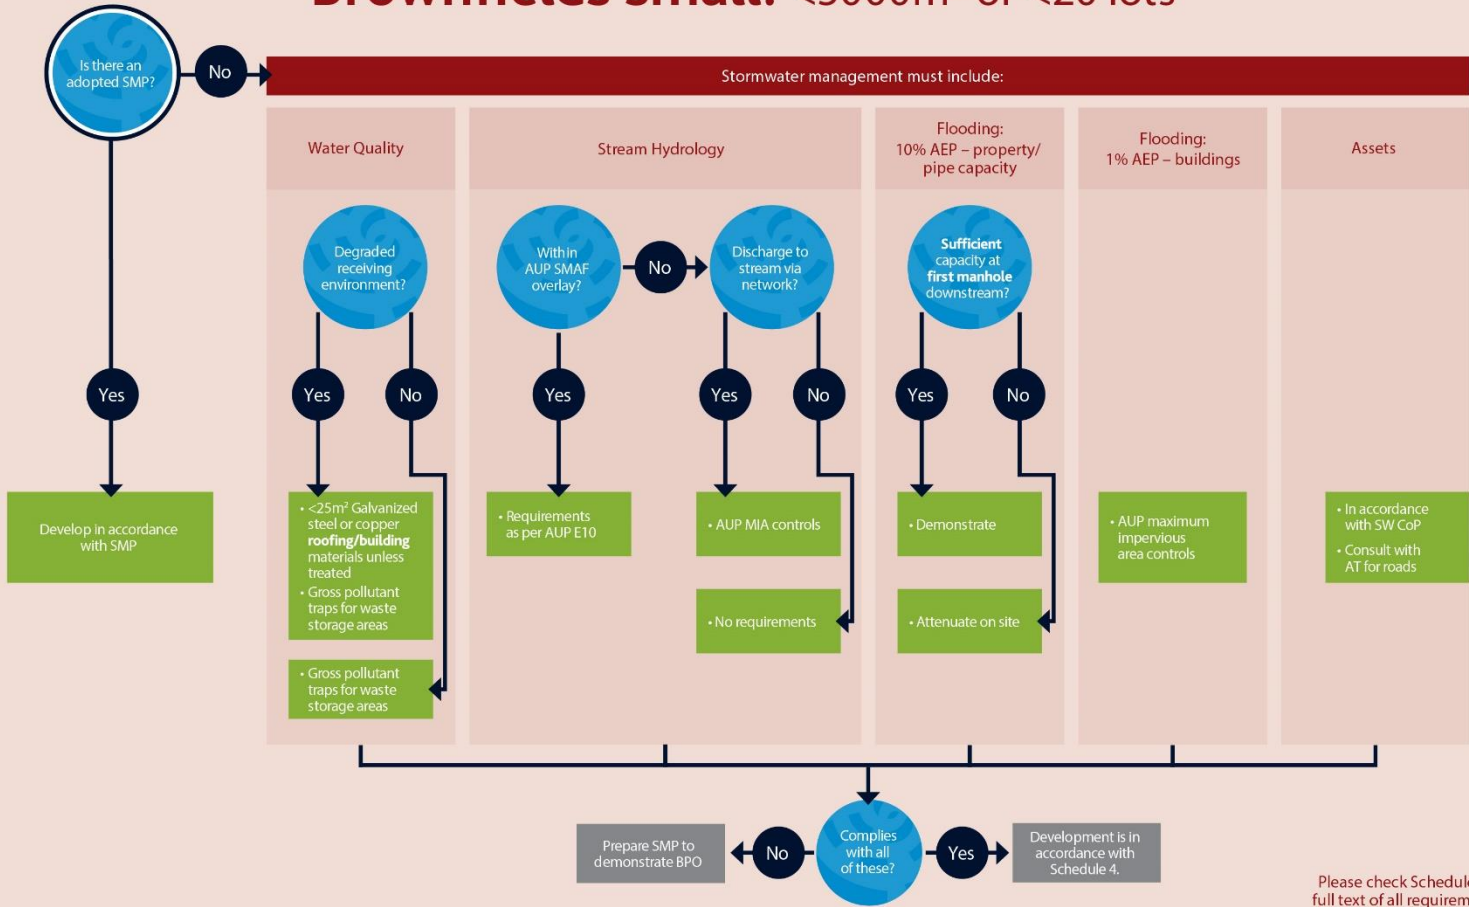 Is there an
adopted SMP?
No
Stormwater management must include:
Water Quality
Stream Hydrology
Flooding:
10% AEP – property/
pipe capacity
Flooding:
1% AEP – buildings
Assets
Degraded
receiving
environment?
Within
AUP SMAF
overlay?
No
Discharge to
stream via
network?
Sufficient
capacity at
first manhole
downstream?
Yes
Yes
No
Yes
Yes
No
Yes
No
Develop in accordance
with SMP
• <25m² Galvanized
steel or copper
roofing/building
materials unless
treated
• Gross pollutant
traps for waste
storage areas
• Gross pollutant
traps for waste
storage areas
• Requirements
as per AUP E10
• AUP MIA controls
• No requirements
• Demonstrate
• Attenuate on site
• AUP maximum
impervious
area controls
• In accordance
with SW CoP
• Consult with
AT for roads
Prepare SMP to
demonstrate BPO
No
Complies
with all
of these?
Yes
Development is in
accordance with
Schedule 4.
Please check
full text of all